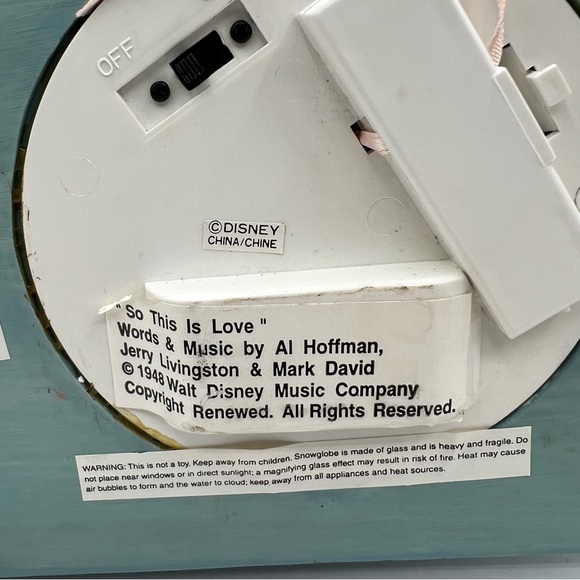 OFF
©DISNEY
CHINA/CHINE
"So This Is Love"
Words & Music by Al Hoffman,
Jerry Livingston & Mark David
©1948 Walt Disney Music Company
Copyright Renewed. All Rights Reserved.
WARNING: This is not a toy. Keep away from children. Snowglobe is made of glass and is heavy and fragile. Do
not place near windows or in direct sunlight; a magnifying glass effect may result in risk of fire. Heat may cause
air bubbles to form and the water to cloud; keep away from all appliances and heat sources.